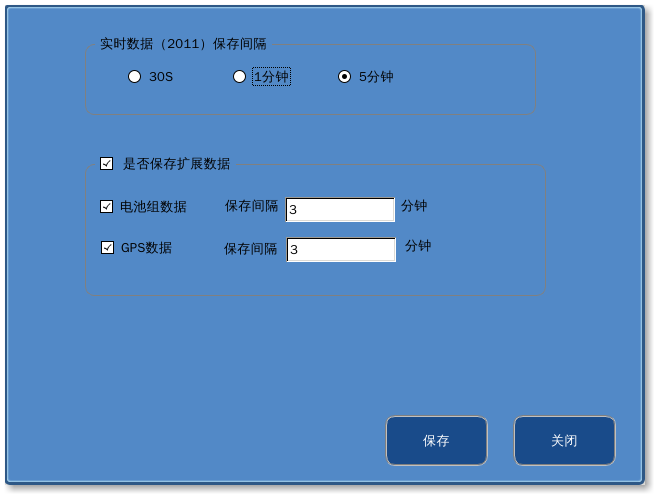 实时数据（2011）保存间隔
30S 1分钟 5分钟
是否保存扩展数据
电池组数据 保存间隔 3 分钟
GPS数据 保存间隔 3 分钟
保存 关闭